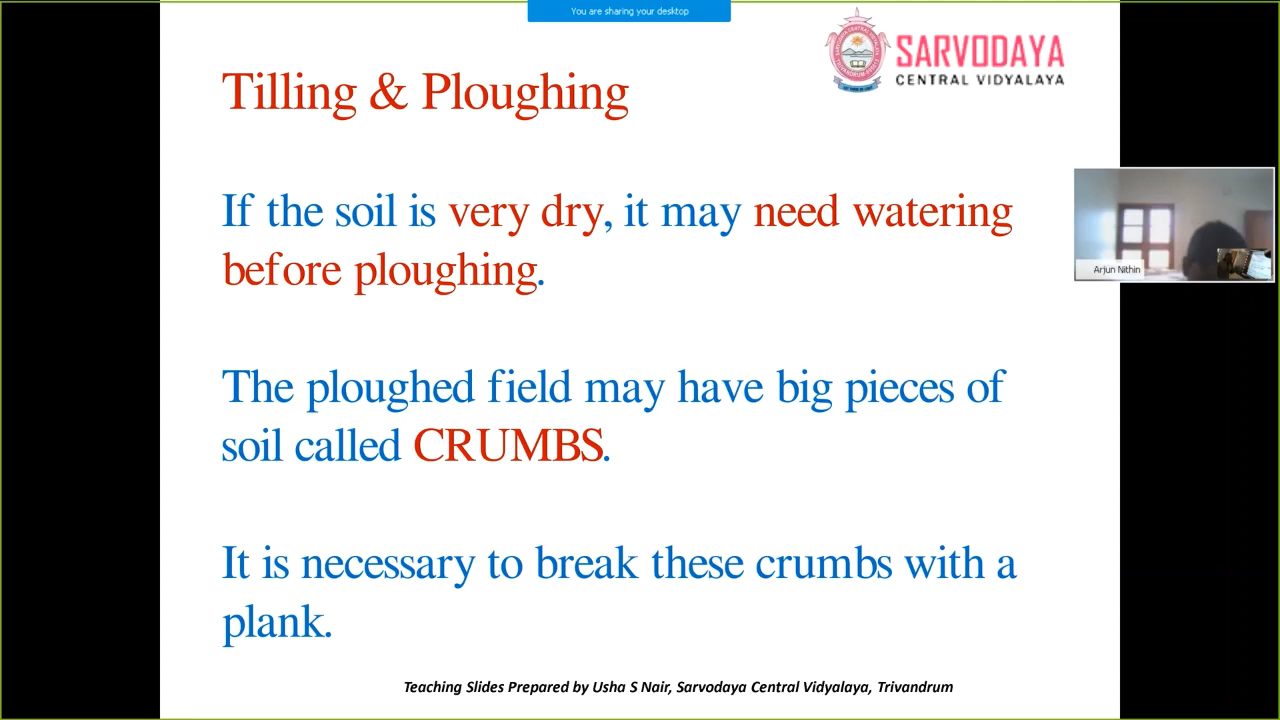 You are sharing your desktop
SARVODAYA
CENTRAL VIDYALAYA
Tilling & Ploughing
If the soil is very dry, it may need watering
before ploughing.
Arjun Nithin
The ploughed field may have big pieces of
soil called CRUMBS.
It is necessary to break these crumbs with a
plank.
Teaching Slides Prepared by Usha S Nair, Sarvodaya Central Vidyalaya, Trivandrum